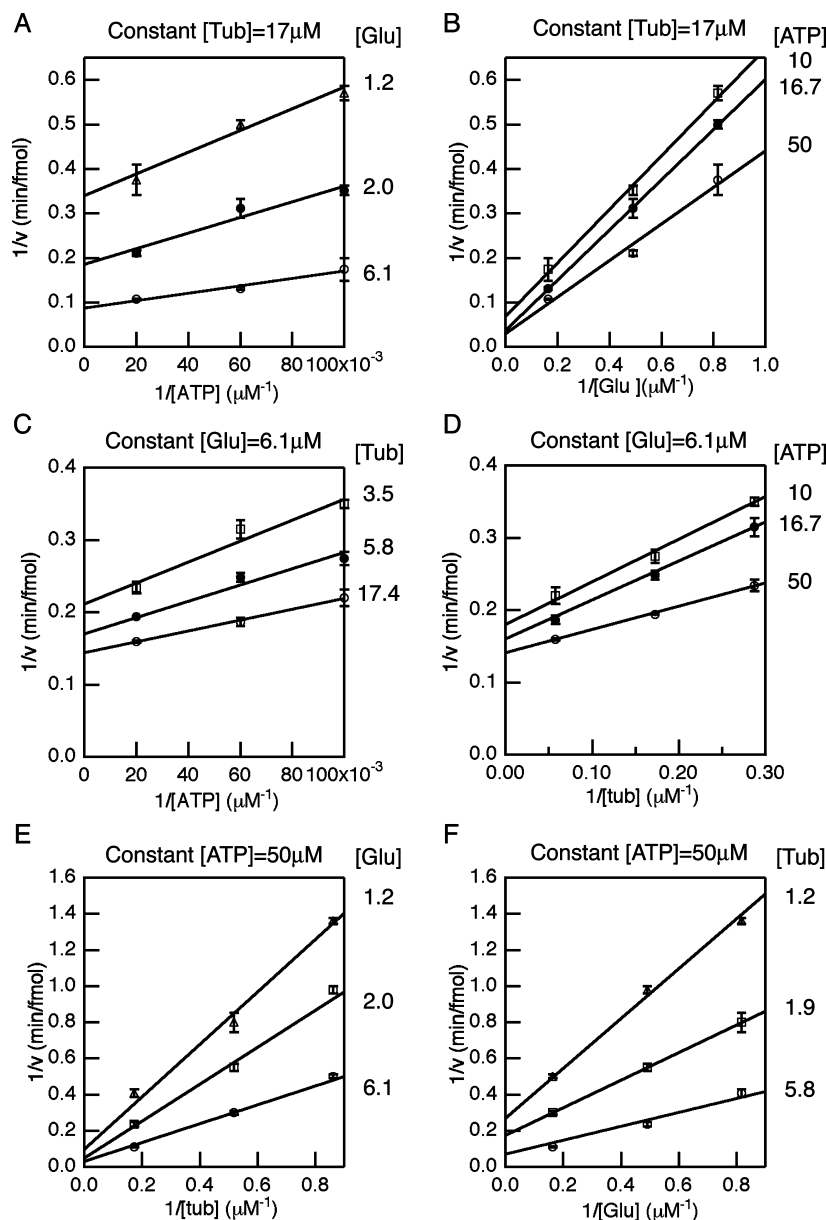 A
Constant [Tub]=17μM
[Glu]
1.2
2.0
6.1
0.6
0.5
0.4
0.3
0.2
0.1
0.0
1/v (min/fmol)
0 20 40 60 80 100x10-3
1/[ATP] (μM-1)
B
Constant [Tub]=17μM
[ATP]
10
16.7
50
0.6
0.5
0.4
0.3
0.2
0.1
0.0
1/v (min/fmol)
0.0 0.2 0.4 0.6 0.8 1.0
1/[Glu ](μM-1)
C
Constant [Glu]=6.1μM
[Tub]
3.5
5.8
17.4
0.4
0.3
0.2
0.1
0.0
1/v (min/fmol)
0 20 40 60 80 100x10-3
1/[ATP] (μM-1)
D
Constant [Glu]=6.1μM
[ATP]
10
16.7
50
0.4
0.3
0.2
0.1
0.0
1/v (min/fmol)
0.00 0.10 0.20 0.30
1/[tub] (μM-1)
E
Constant [ATP]=50μM
[Glu]
1.2
2.0
6.1
1.6
1.4
1.0
0.8
0.6
0.4
0.2
0.0
1/v (min/fmol)
0.0 0.2 0.4 0.6 0.8
1/[tub] (μM-1)
F
Constant [ATP]=50μM
[Tub]
1.2
1.9
5.8
1.6
1.4
1.0
0.8
0.6
0.4
0.2
0.0
1/v (min/fmol)
0.0 0.2 0.4 0.6 0.8
1/[Glu] (μM-1)